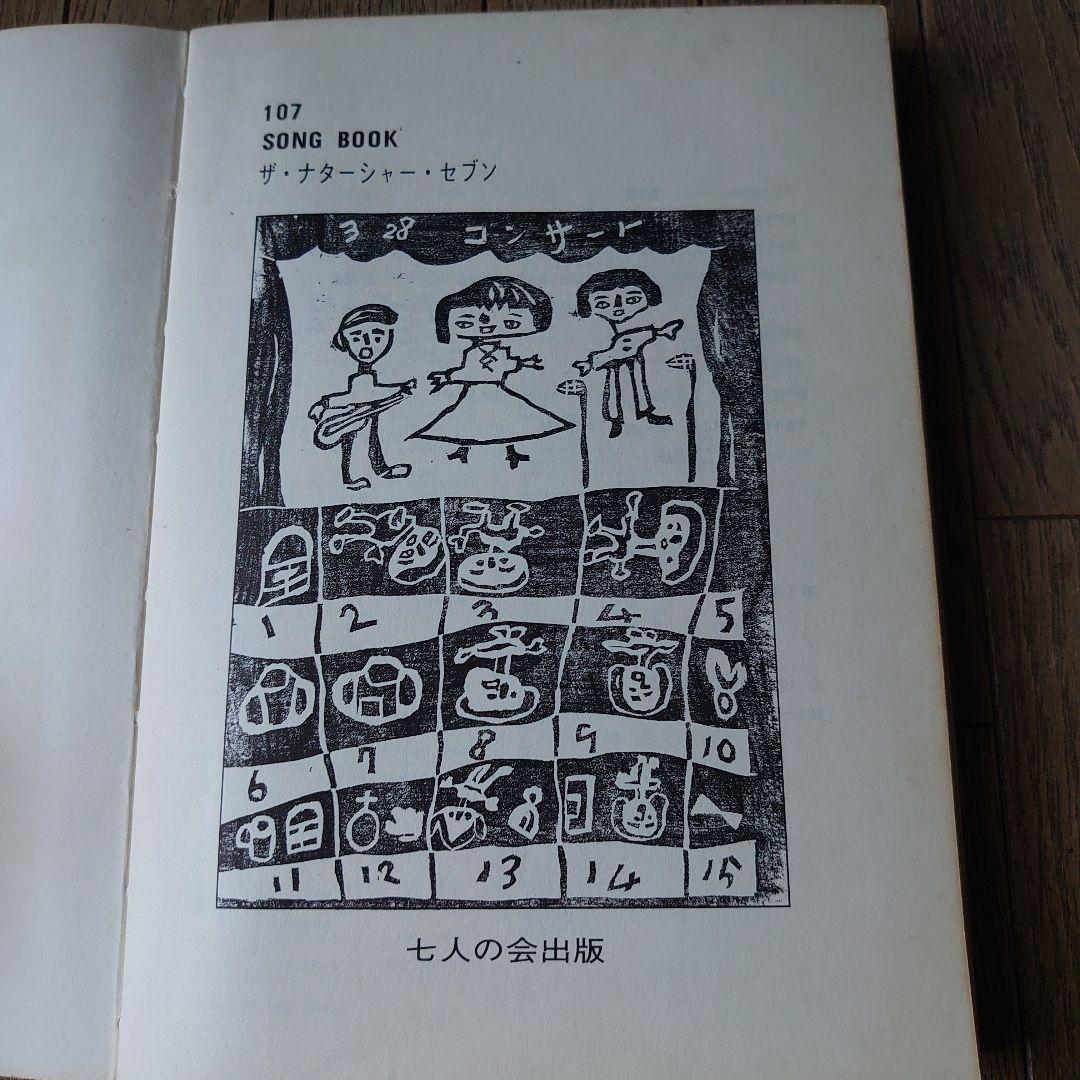 107
SONG BOOK
ザ・ナターシャー・セブン
3 28 コンサート
1 2 3 4 5
6 7 8 9 10
11 12 13 14 15
七人の会出版